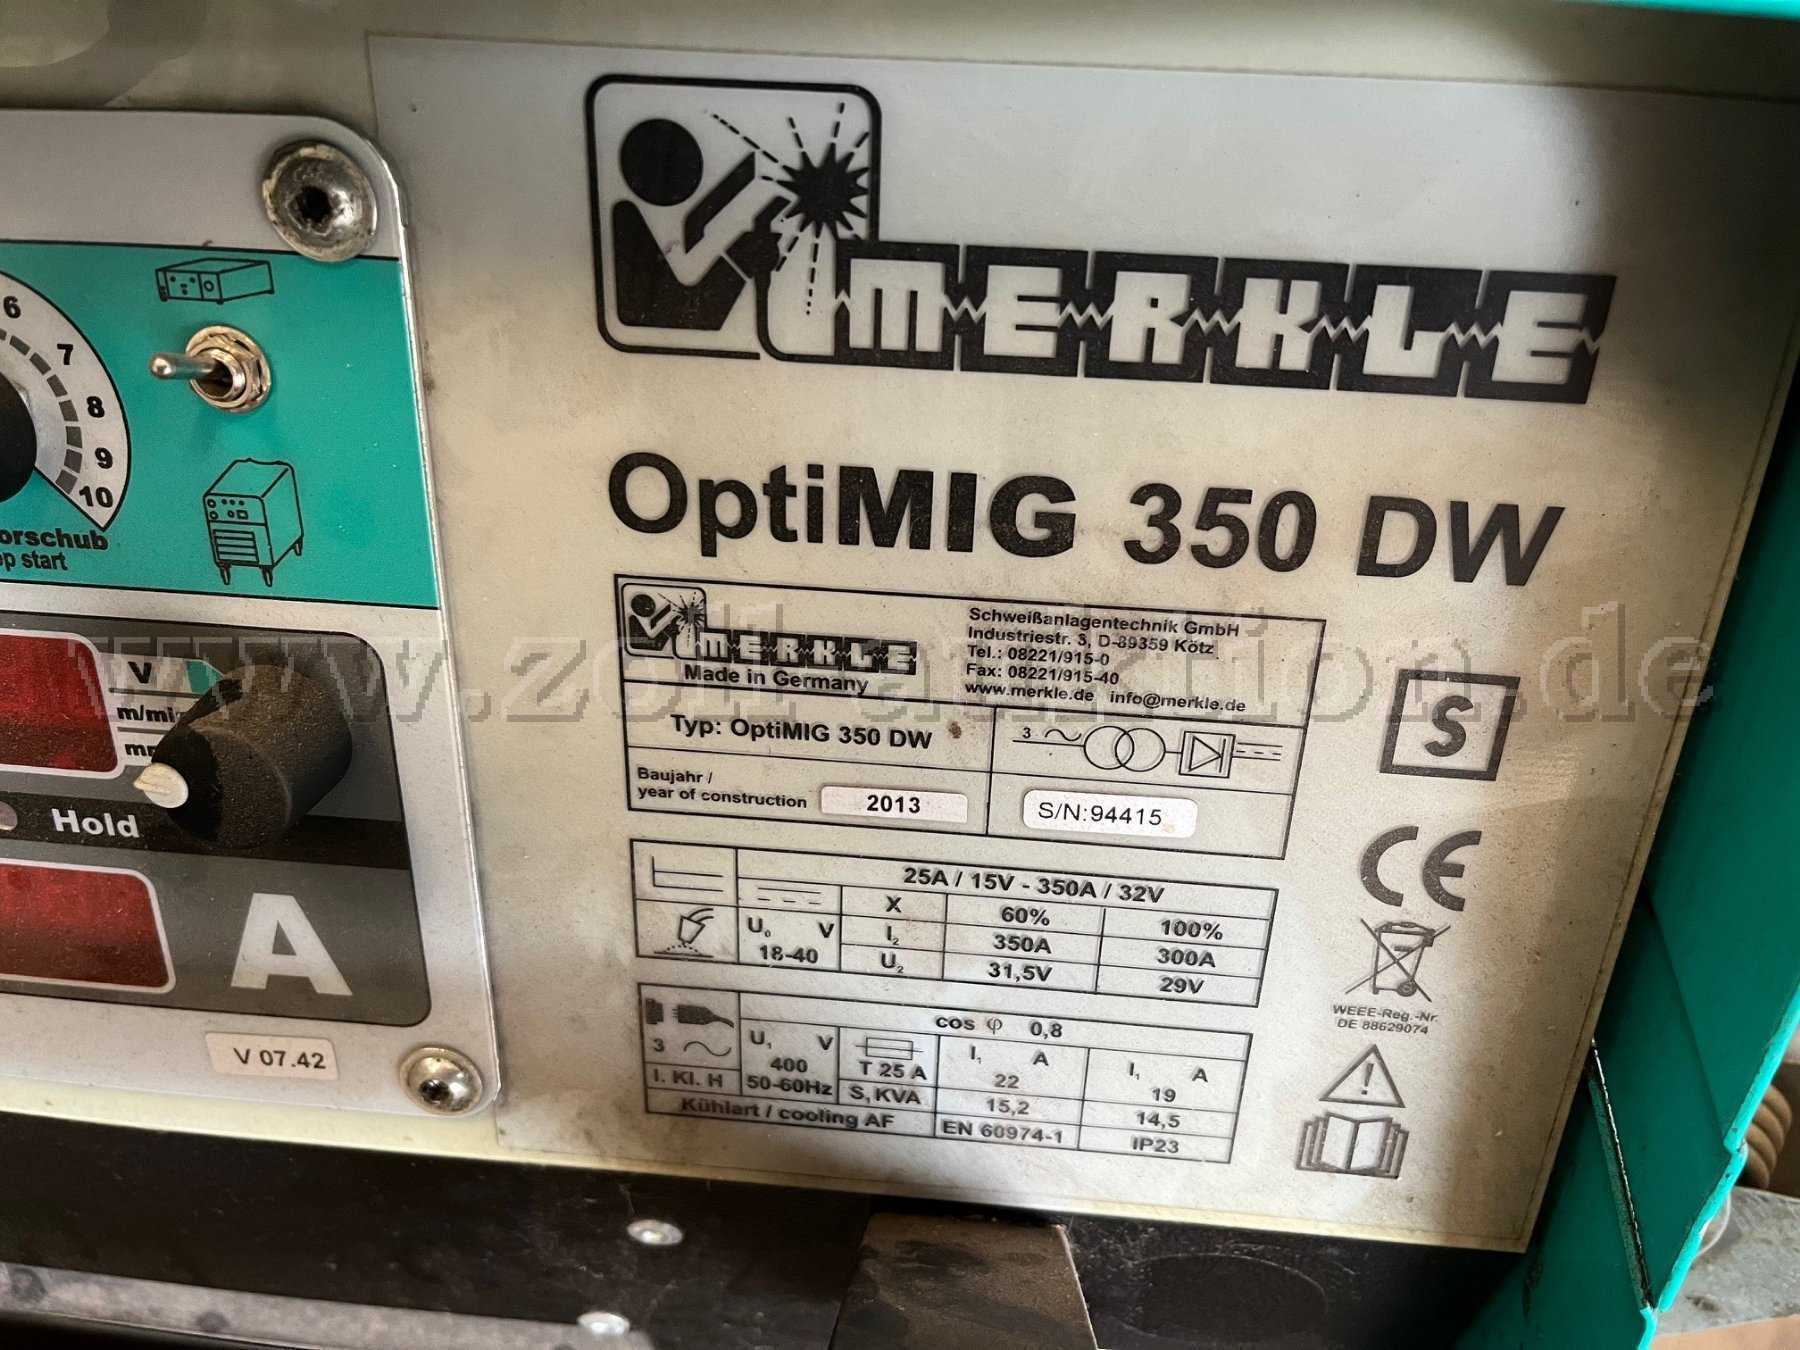 MERKLE
OptiMIG 350 DW
MERKLE
Made in Germany
Schweißanlagentechnik GmbH
Industriestr. 3, D-89359 Kötz
Tel.: 08221/915-0
Fax: 08221/915-40
www.merkle.de info@merkle.de
Typ: OptiMIG 350 DW
3
Baujahr /
year of construction 2013
S/N:94415
25A / 15V - 350A / 32V
U₀ V
18-40
X 60% 100%
I₂ 350A 300A
U₂ 31,5V 29V
cos φ 0,8
3
U₁ V
400
50-60Hz
T 25 A
I₁ A
22
I₁ A
19
I. Kl. H
S, KVA 15,2 14,5
Kühlart / cooling AF EN 60974-1 IP23
S
CE
WEEE-Reg.-Nr.
DE 88629074
6
7
8
9
10
orschub
op start
V
m/min
Hold
A
V 07.42
www.zoll-auktion.de